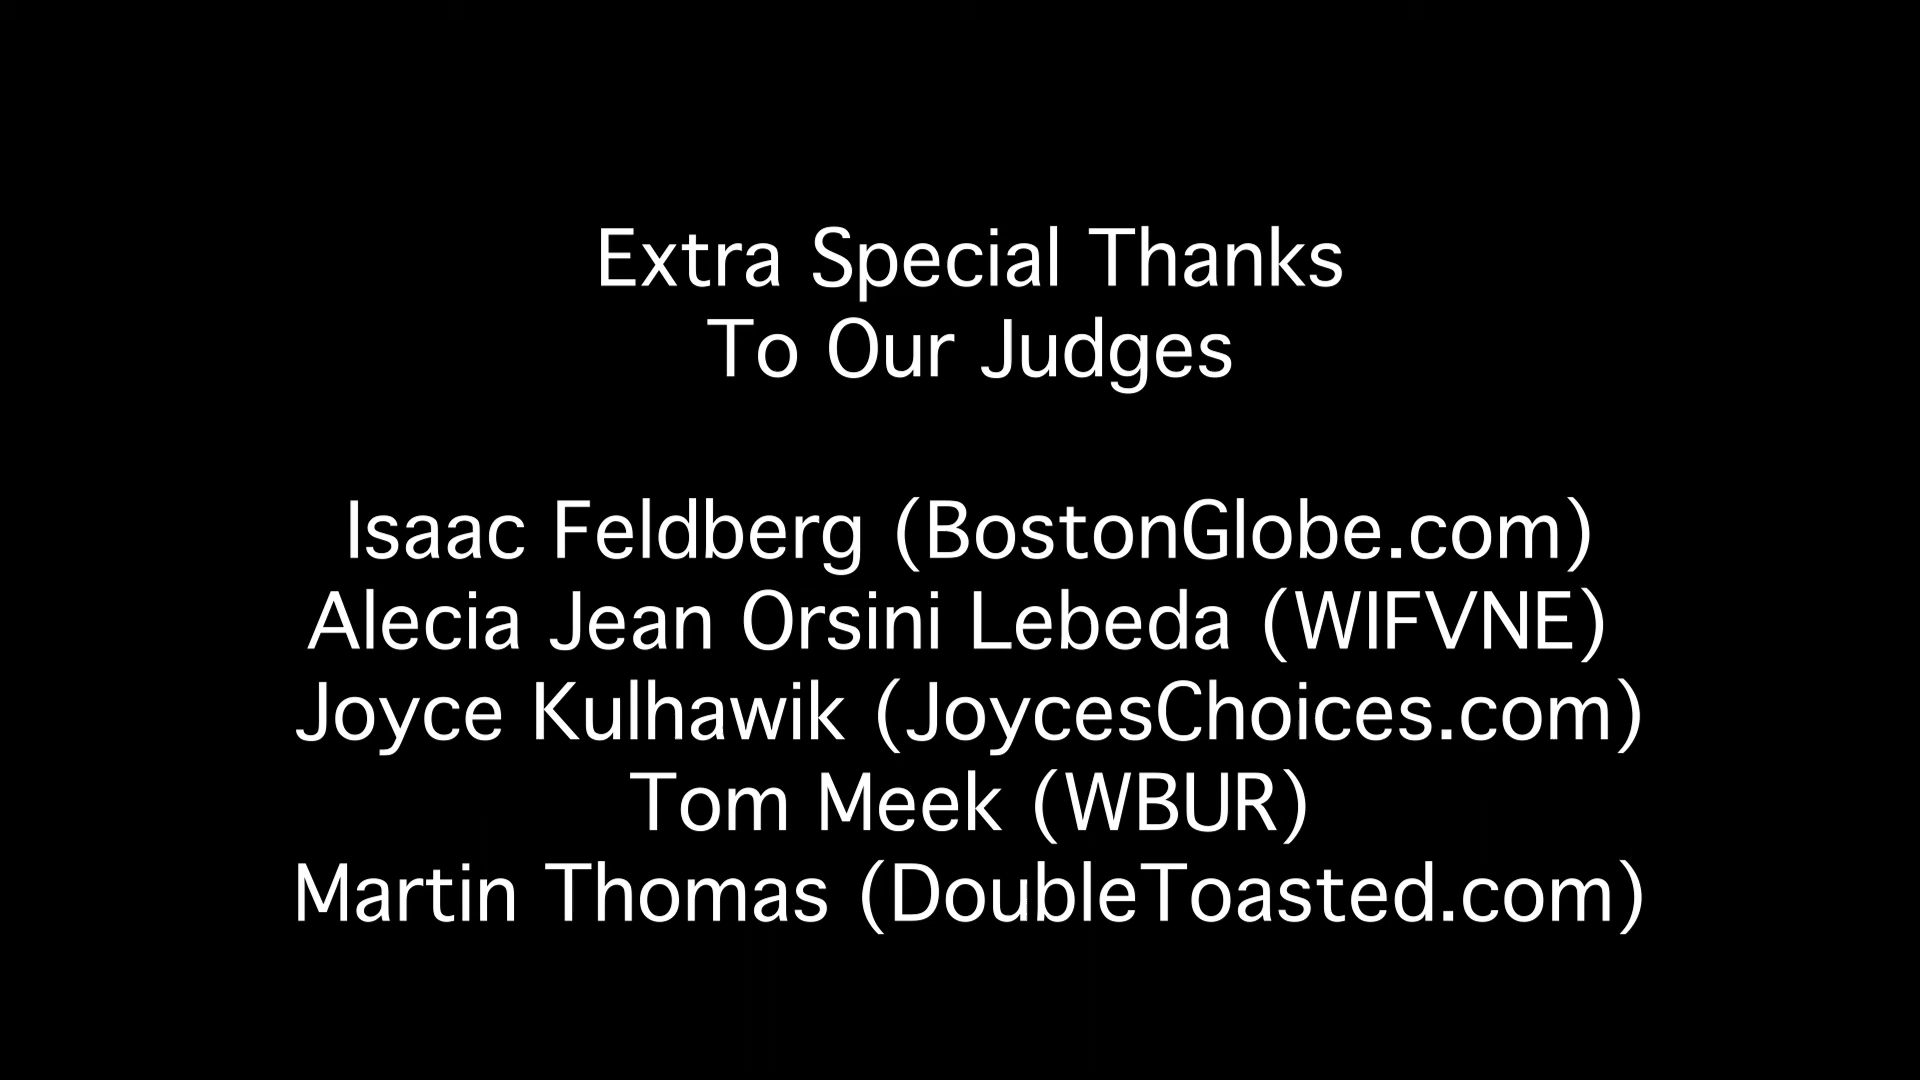 Extra Special Thanks
To Our Judges
Isaac Feldberg (BostonGlobe.com)
Alecia Jean Orsini Lebeda (WIFVNE)
Joyce Kulhawik (JoycesChoices.com)
Tom Meek (WBUR)
Martin Thomas (DoubleToasted.com)